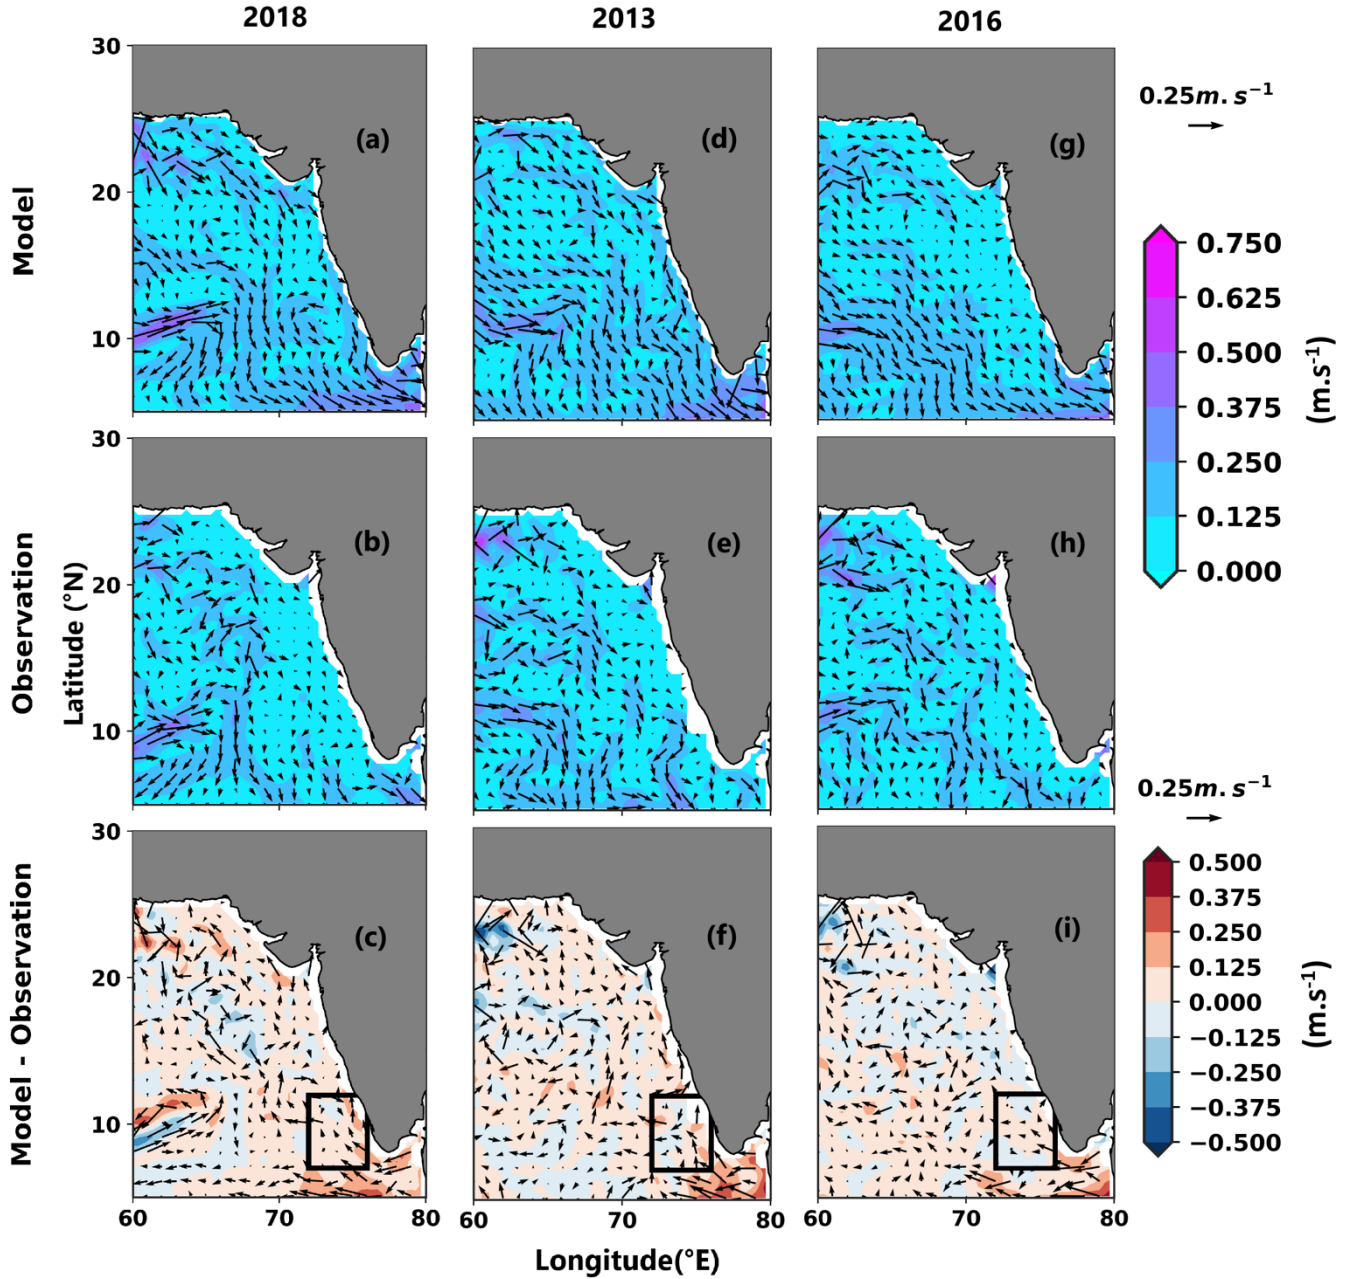 2018
2013
2016
Model
30
20
10
(a)
(d)
(g)
0.25m.s⁻¹
0.750
0.625
0.500
0.375
0.250
0.125
0.000
(m.s⁻¹)
Observation
Latitude (°N)
30
20
10
(b)
(e)
(h)
0.25m.s⁻¹
Model - Observation
30
20
10
(c)
(f)
(i)
0.500
0.375
0.250
0.125
0.000
−0.125
−0.250
−0.375
−0.500
(m.s⁻¹)
60 70 80 60 70 80 60 70 80
Longitude(°E)